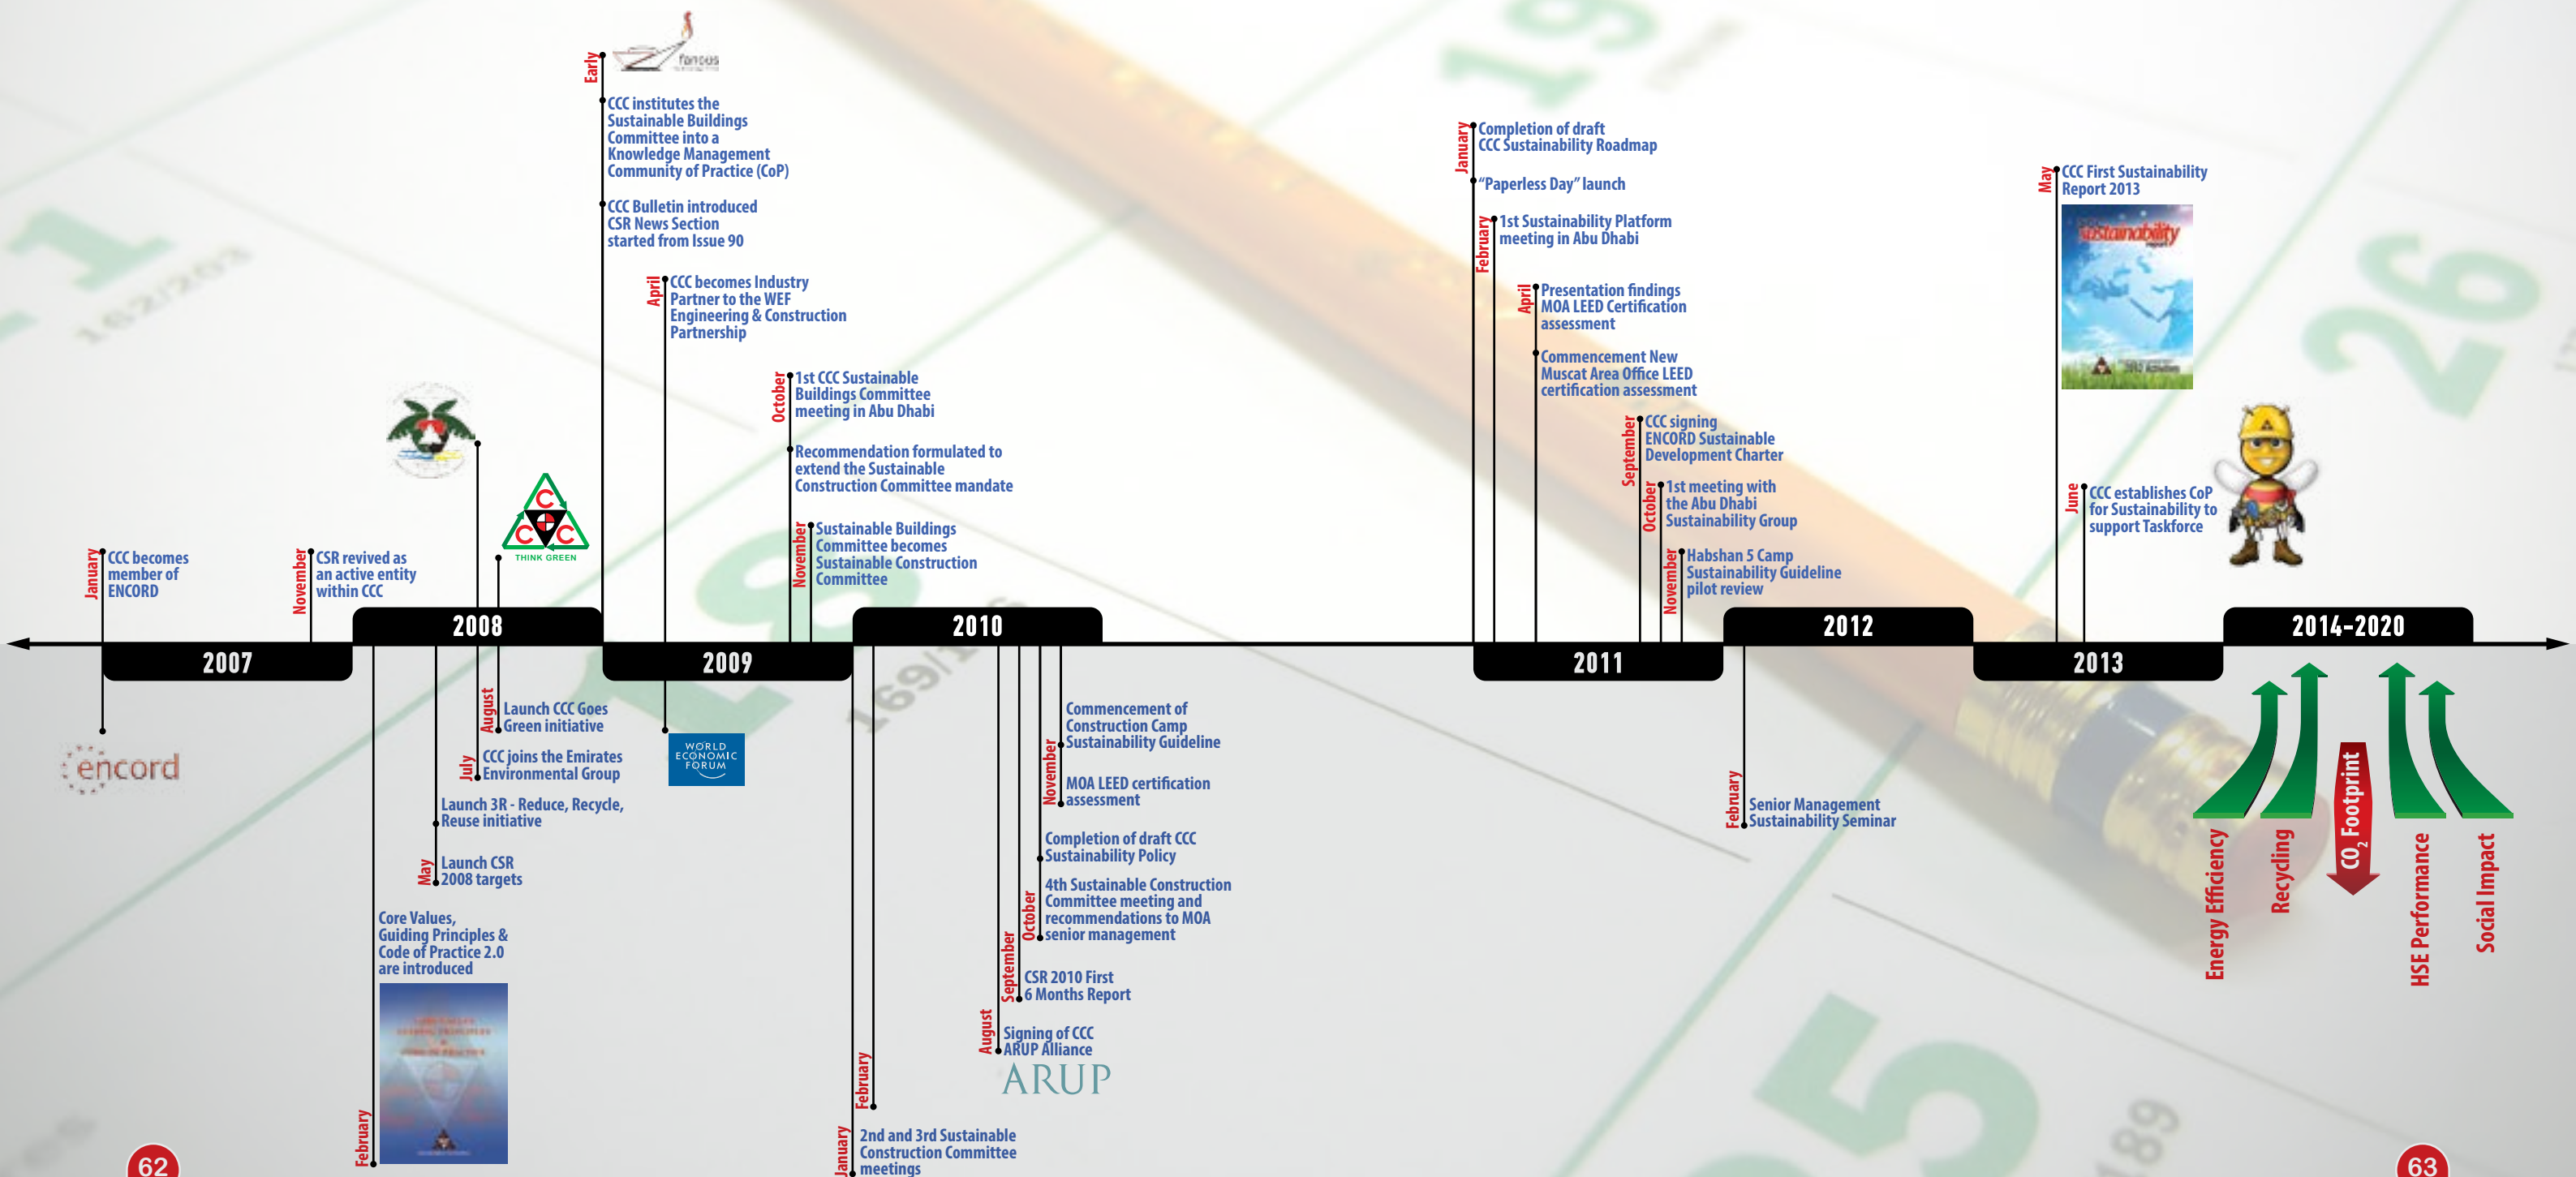 fanous
Early
CCC institutes the
Sustainable Buildings
Committee into a
Knowledge Management
Community of Practice (CoP)
CCC Bulletin introduced
CSR News Section
started from Issue 90
April
CCC becomes Industry
Partner to the WEF
Engineering & Construction
Partnership
October
1st CCC Sustainable
Buildings Committee
meeting in Abu Dhabi
Recommendation formulated to
extend the Sustainable
Construction Committee mandate
November
Sustainable Buildings
Committee becomes
Sustainable Construction
Committee
C
C C
THINK GREEN
January
CCC becomes
member of
ENCORD
November
CSR revived as
an active entity
within CCC
January
Completion of draft
CCC Sustainability Roadmap
“Paperless Day” launch
February
1st Sustainability Platform
meeting in Abu Dhabi
April
Presentation findings
MOA LEED Certification
assessment
Commencement New
Muscat Area Office LEED
certification assessment
September
CCC signing
ENCORD Sustainable
Development Charter
October
1st meeting with
the Abu Dhabi
Sustainability Group
November
Habshan 5 Camp
Sustainability Guideline
pilot review
May
CCC First Sustainability
Report 2013
sustainability
report
June
CCC establishes CoP
for Sustainability to
support Taskforce
2007
2008
2009
2010
2011
2012
2013
2014-2020
encord
August
Launch CCC Goes
Green initiative
July
CCC joins the Emirates
Environmental Group
Launch 3R - Reduce, Recycle,
Reuse initiative
May
Launch CSR
2008 targets
Core Values,
Guiding Principles &
Code of Practice 2.0
are introduced
February
WORLD
ECONOMIC
FORUM
Commencement of
Construction Camp
Sustainability Guideline
November
MOA LEED certification
assessment
Completion of draft CCC
Sustainability Policy
October
4th Sustainable Construction
Committee meeting and
recommendations to MOA
senior management
September
CSR 2010 First
6 Months Report
August
Signing of CCC
ARUP Alliance
ARUP
February
January
2nd and 3rd Sustainable
Construction Committee
meetings
February
Senior Management
Sustainability Seminar
Energy Efficiency
Recycling
CO2 Footprint
HSE Performance
Social Impact
19
26
18
25
162/203
189
62
63